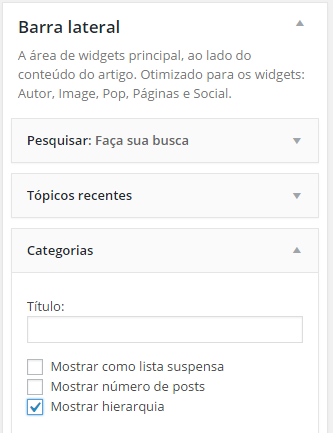 Barra lateral
A área de widgets principal, ao lado do
conteúdo do artigo. Otimizado para os widgets:
Autor, Image, Pop, Páginas e Social.
Pesquisar: Faça sua busca
Tópicos recentes
Categorias
Título:
Mostrar como lista suspensa
Mostrar número de posts
Mostrar hierarquia